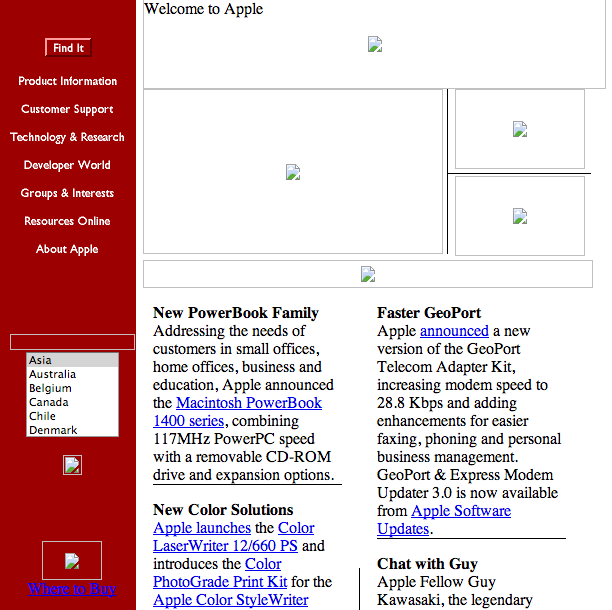 Welcome to Apple
Find It
Product Information
Customer Support
Technology & Research
Developer World
Groups & Interests
Resources Online
About Apple
Asia
Australia
Belgium
Canada
Chile
Denmark
Where to Buy
New PowerBook Family
Addressing the needs of
customers in small offices,
home offices, business and
education, Apple announced
the Macintosh PowerBook
1400 series, combining
117MHz PowerPC speed
with a removable CD-ROM
drive and expansion options.
New Color Solutions
Apple launches the Color
LaserWriter 12/660 PS and
introduces the Color
PhotoGrade Print Kit for the
Apple Color StyleWriter
Faster GeoPort
Apple announced a new
version of the GeoPort
Telecom Adapter Kit,
increasing modem speed to
28.8 Kbps and adding
enhancements for easier
faxing, phoning and personal
business management.
GeoPort & Express Modem
Updater 3.0 is now available
from Apple Software
Updates.
Chat with Guy
Apple Fellow Guy
Kawasaki, the legendary